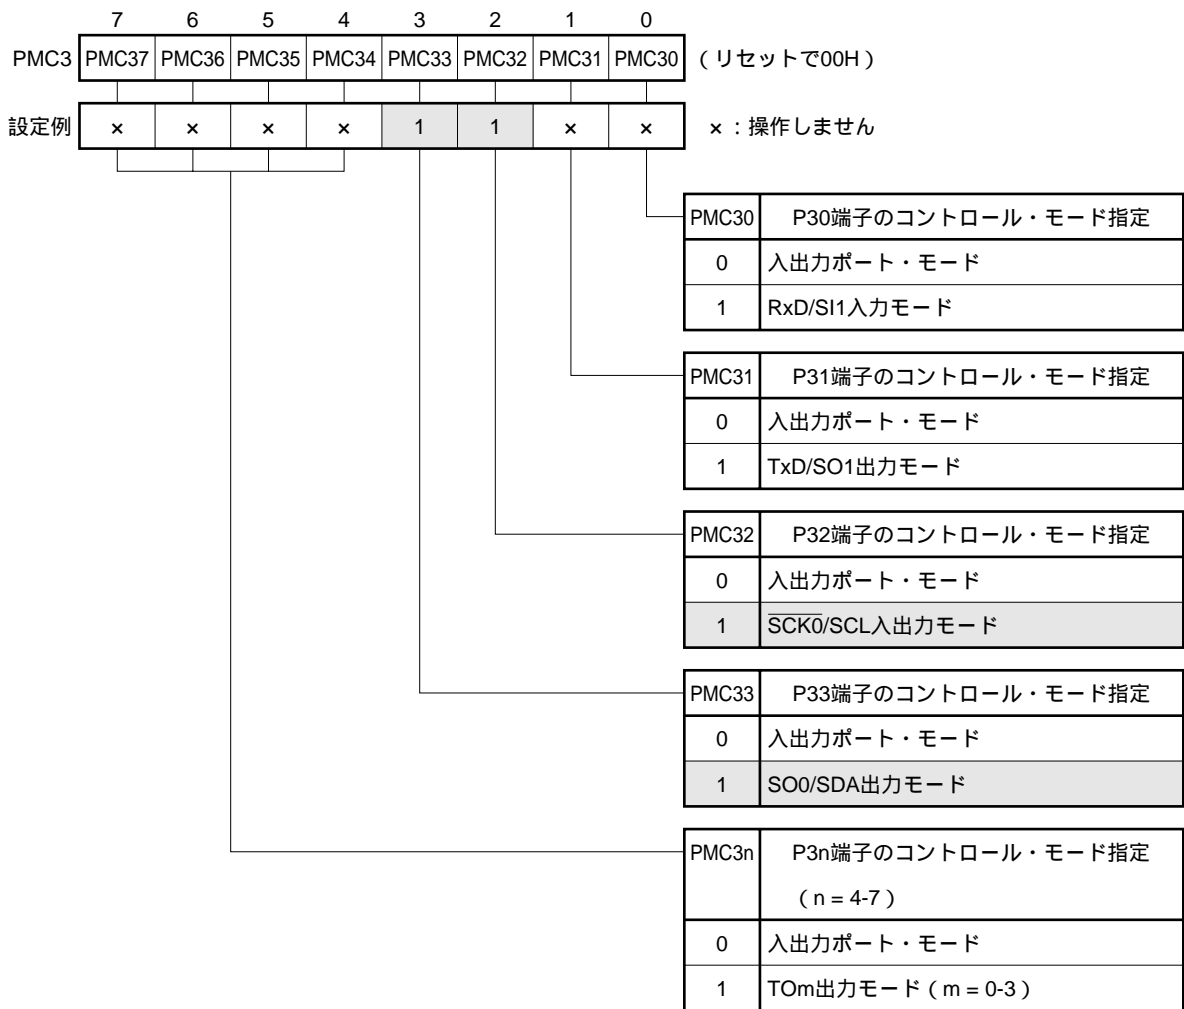 7 6 5 4 3 2 1 0
PMC3 PMC37 PMC36 PMC35 PMC34 PMC33 PMC32 PMC31 PMC30 (リセットで00H)
設定例 × × × × 1 1 × × ×:操作しません
PMC30 P30端子のコントロール・モード指定
0 入出力ポート・モード
1 RxD/SI1入力モード
PMC31 P31端子のコントロール・モード指定
0 入出力ポート・モード
1 TxD/SO1出力モード
PMC32 P32端子のコントロール・モード指定
0 入出力ポート・モード
1 S̅C̅K̅0̅/SCL入出力モード
PMC33 P33端子のコントロール・モード指定
0 入出力ポート・モード
1 SO0/SDA出力モード
PMC3n P3n端子のコントロール・モード指定
(n = 4-7)
0 入出力ポート・モード
1 TOm出力モード(m = 0-3)